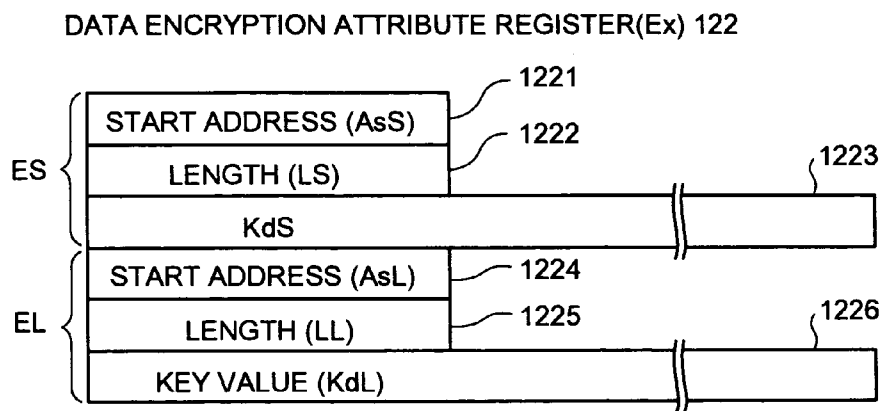 DATA ENCRYPTION ATTRIBUTE REGISTER(Ex) 122
1221
START ADDRESS (AsS)
1222
ES
LENGTH (LS)
1223
KdS
START ADDRESS (AsL)
1224
EL
LENGTH (LL)
1225
1226
KEY VALUE (KdL)